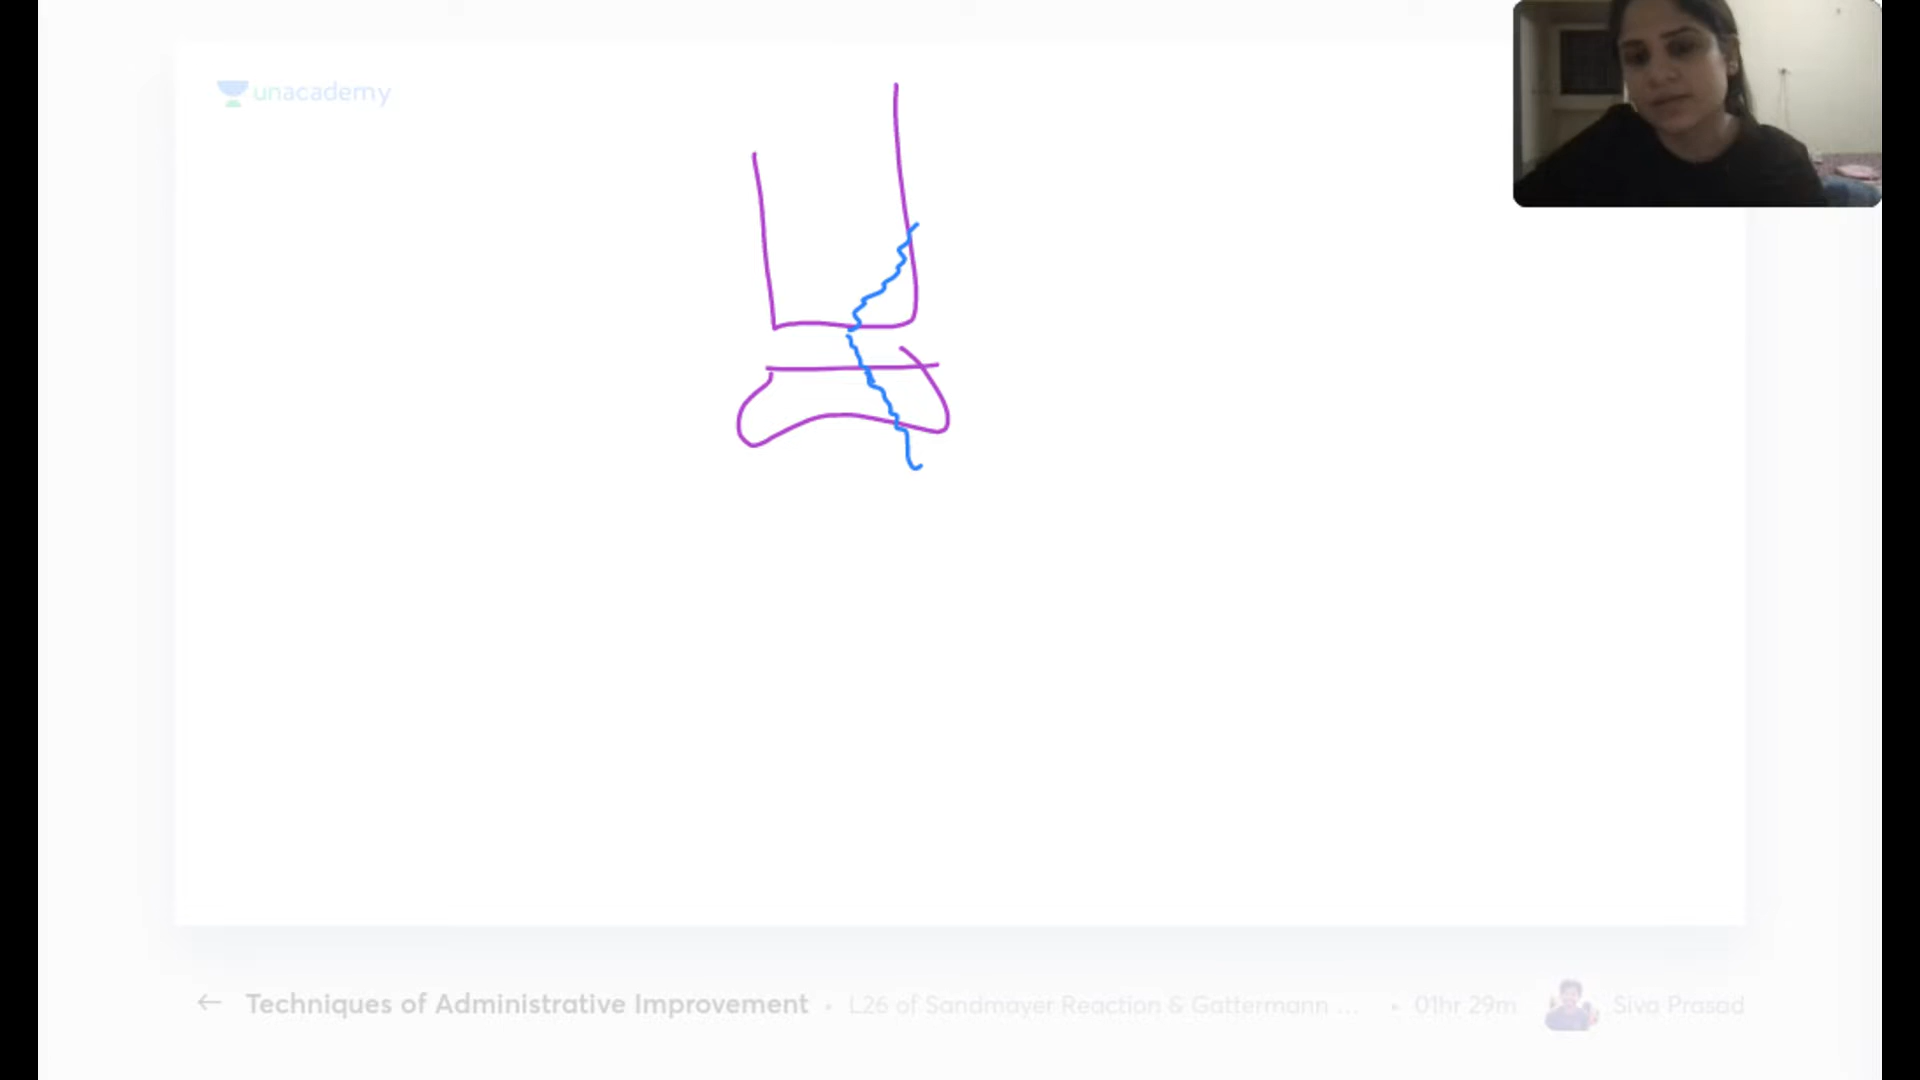 unacademy
← Techniques of Administrative Improvement • L26 of Sandmayer Reaction & Gattermann ... • 01hr 29m Siva Prasad